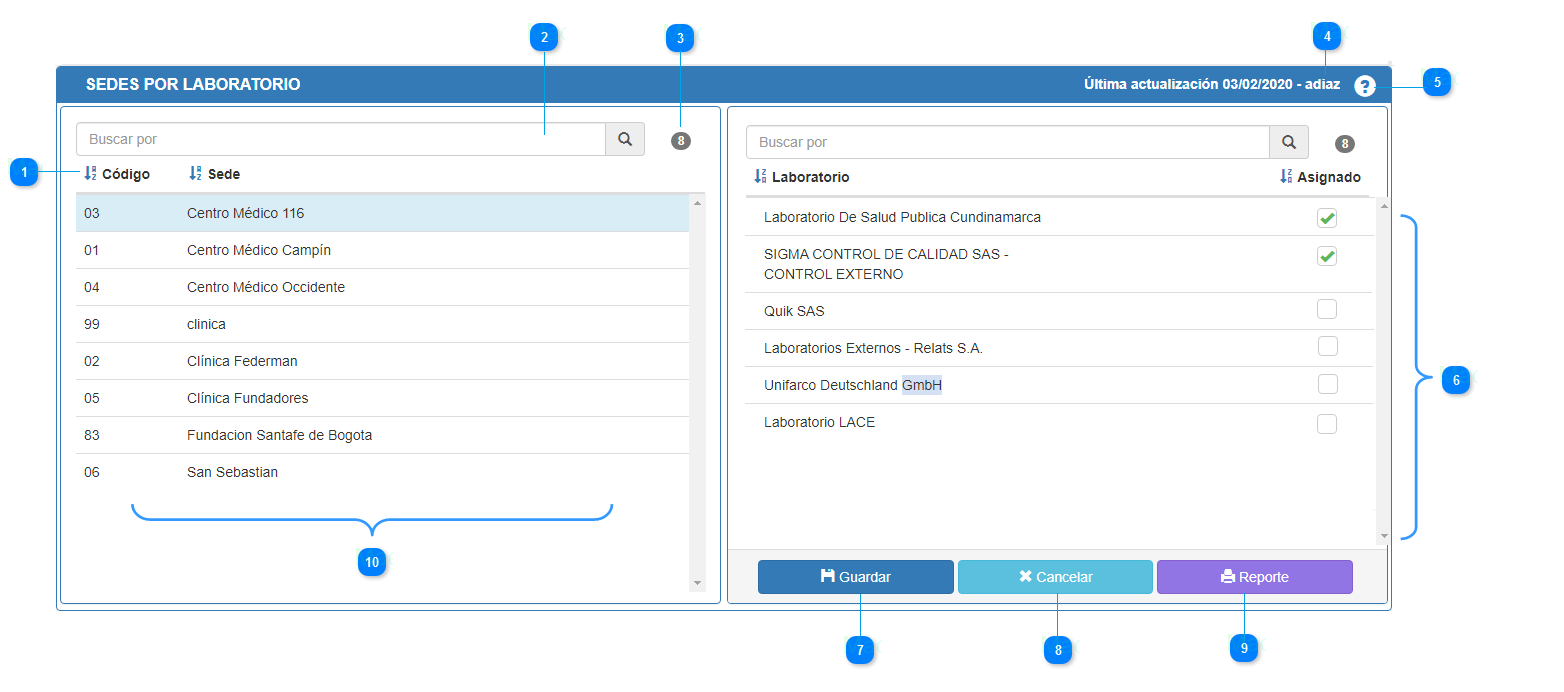 2
3
4
5
SEDES POR LABORATORIO
Última actualización 03/02/2020 - adiaz
?
Buscar por
8
1
Código
Sede
03 Centro Médico 116
01 Centro Médico Campín
04 Centro Médico Occidente
99 clinica
02 Clínica Federman
05 Clínica Fundadores
83 Fundacion Santafe de Bogota
06 San Sebastian
10
Buscar por
8
Laboratorio
Asignado
Laboratorio De Salud Publica Cundinamarca
SIGMA CONTROL DE CALIDAD SAS -
CONTROL EXTERNO
Quik SAS
Laboratorios Externos - Relats S.A.
Unifarco Deutschland GmbH
Laboratorio LACE
6
Guardar
Cancelar
Reporte
7
8
9